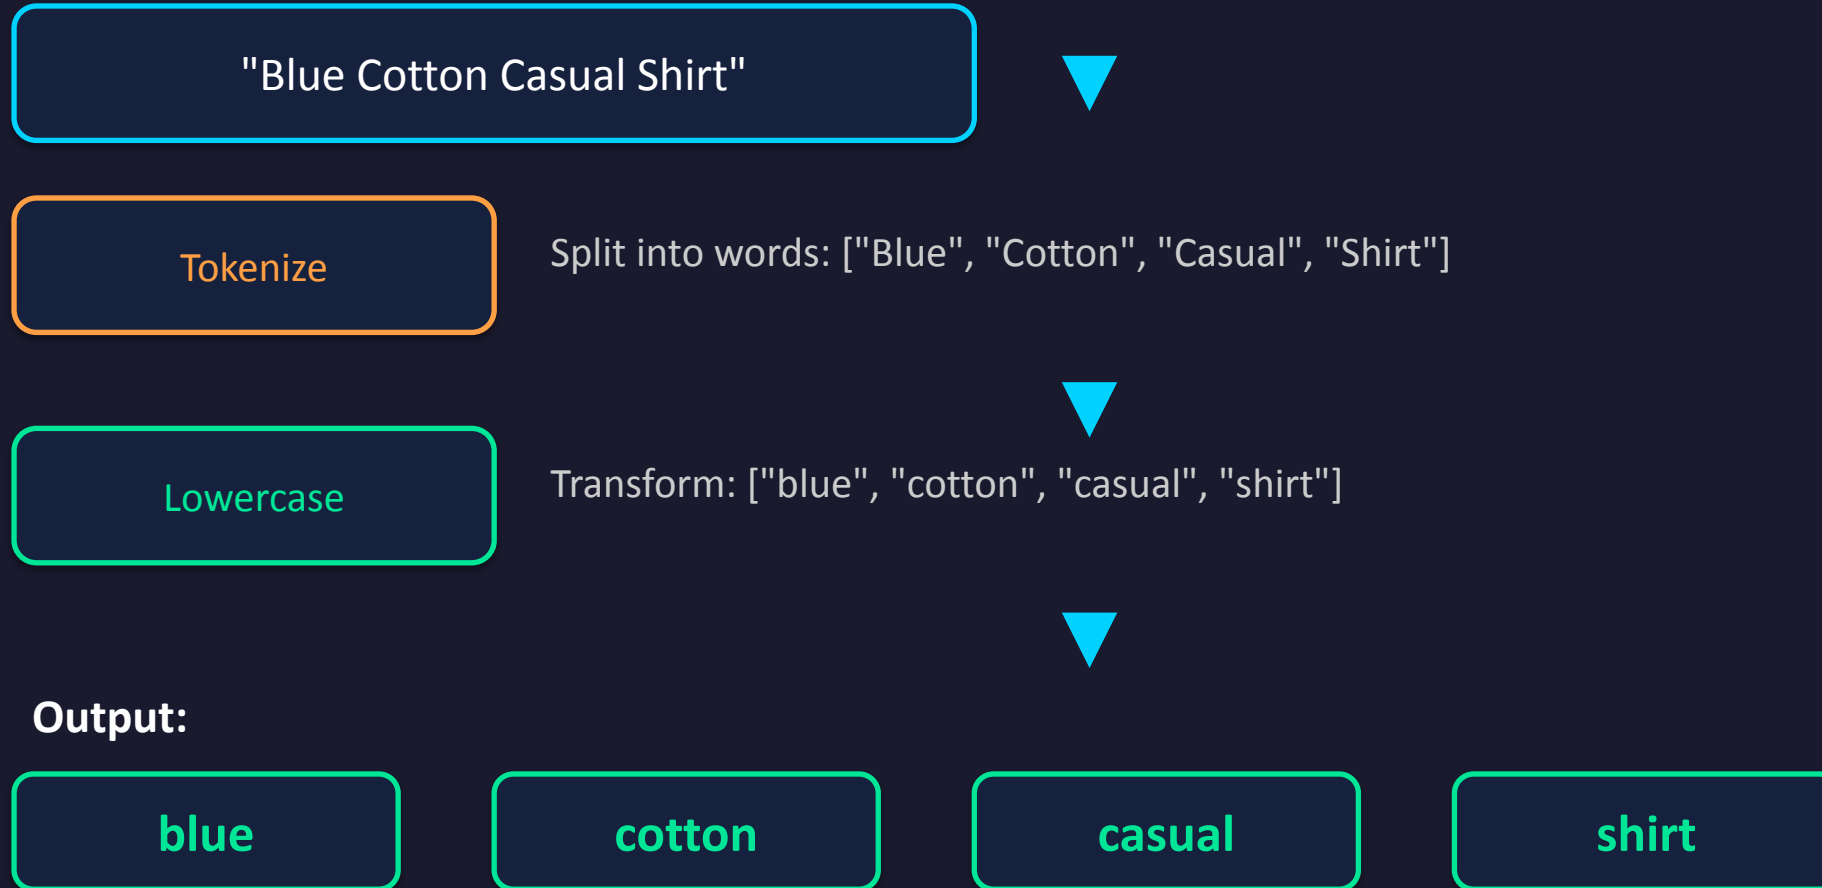 "Blue Cotton Casual Shirt"
Tokenize
Split into words: ["Blue", "Cotton", "Casual", "Shirt"]
Lowercase
Transform: ["blue", "cotton", "casual", "shirt"]
Output:
blue
cotton
casual
shirt